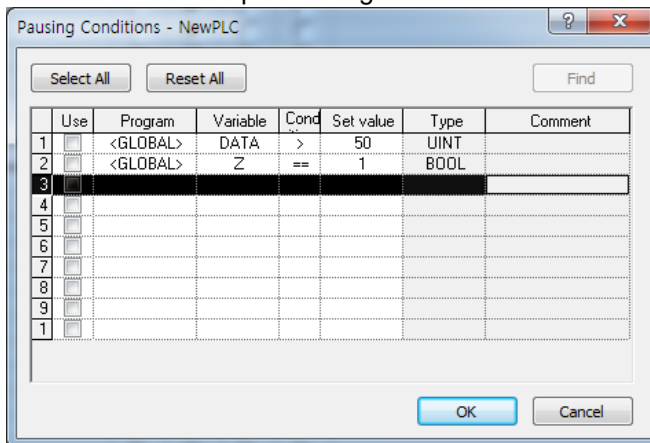 Pausing Conditions - NewPLC
Select All Reset All Find
Use Program Variable Cond Set value Type Comment
1 <GLOBAL> DATA > 50 UINT
2 <GLOBAL> Z == 1 BOOL
3
4
5
6
7
8
9
1
OK Cancel